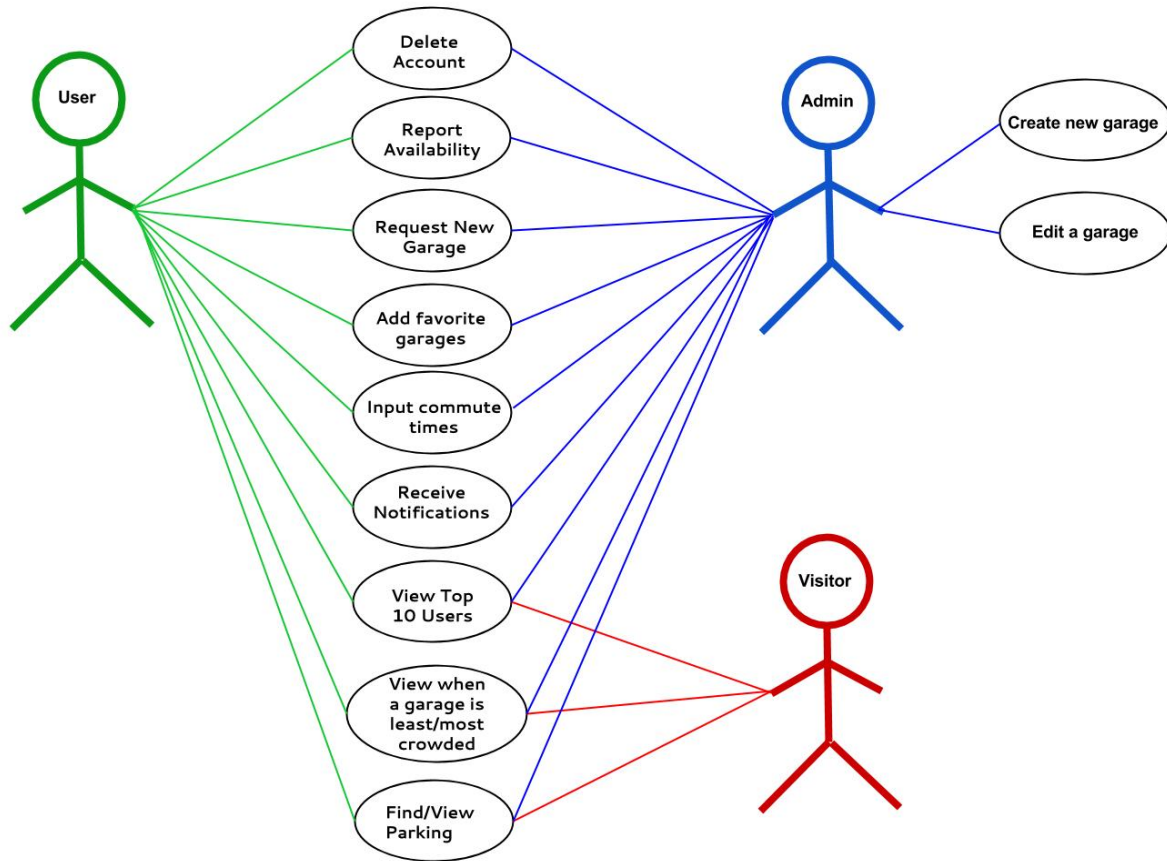 User
Delete
Account
Report
Availability
Request New
Garage
Add favorite
garages
Input commute
times
Receive
Notifications
View Top
10 Users
View when
a garage is
least/most
crowded
Find/View
Parking
Admin
Create new garage
Edit a garage
Visitor